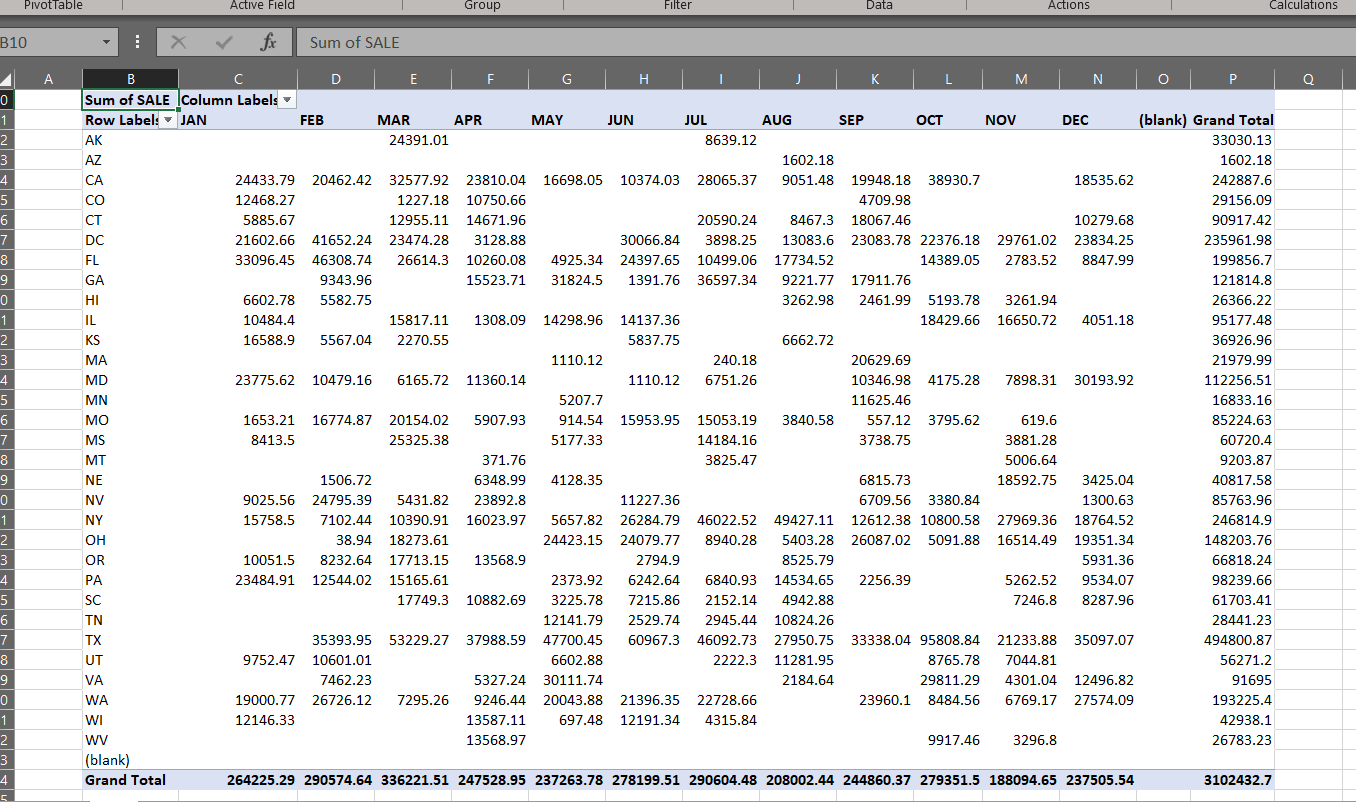 PivotTable Active Field Group Filter Data Actions Calculations
B10 fx Sum of SALE
A B C D E F G H I J K L M N O P Q
0 Sum of SALE Column Labels
1 Row Labels JAN FEB MAR APR MAY JUN JUL AUG SEP OCT NOV DEC (blank) Grand Total
2 AK 24391.01 8639.12 33030.13
3 AZ 1602.18 1602.18
4 CA 24433.79 20462.42 32577.92 23810.04 16698.05 10374.03 28065.37 9051.48 19948.18 38930.7 18535.62 242887.6
5 CO 12468.27 1227.18 10750.66 4709.98 29156.09
6 CT 5885.67 12955.11 14671.96 20590.24 8467.3 18067.46 10279.68 90917.42
7 DC 21602.66 41652.24 23474.28 3128.88 30066.84 3898.25 13083.6 23083.78 22376.18 29761.02 23834.25 235961.98
8 FL 33096.45 46308.74 26614.3 10260.08 4925.34 24397.65 10499.06 17734.52 14389.05 2783.52 8847.99 199856.7
9 GA 9343.96 15523.71 31824.5 1391.76 36597.34 9221.77 17911.76 121814.8
0 HI 6602.78 5582.75 3262.98 2461.99 5193.78 3261.94 26366.22
1 IL 10484.4 15817.11 1308.09 14298.96 14137.36 18429.66 16650.72 4051.18 95177.48
2 KS 16588.9 5567.04 2270.55 5837.75 6662.72 36926.96
3 MA 1110.12 240.18 20629.69 21979.99
4 MD 23775.62 10479.16 6165.72 11360.14 1110.12 6751.26 10346.98 4175.28 7898.31 30193.92 112256.51
5 MN 5207.7 11625.46 16833.16
6 MO 1653.21 16774.87 20154.02 5907.93 914.54 15953.95 15053.19 3840.58 557.12 3795.62 619.6 85224.63
7 MS 8413.5 25325.38 5177.33 14184.16 3738.75 3881.28 60720.4
8 MT 371.76 3825.47 5006.64 9203.87
9 NE 1506.72 6348.99 4128.35 6815.73 18592.75 3425.04 40817.58
0 NV 9025.56 24795.39 5431.82 23892.8 11227.36 6709.56 3380.84 1300.63 85763.96
1 NY 15758.5 7102.44 10390.91 16023.97 5657.82 26284.79 46022.52 49427.11 12612.38 10800.58 27969.36 18764.52 246814.9
2 OH 38.94 18273.61 24423.15 24079.77 8940.28 5403.28 26087.02 5091.88 16514.49 19351.34 148203.76
3 OR 10051.5 8232.64 17713.15 13568.9 2794.9 8525.79 5931.36 66818.24
4 PA 23484.91 12544.02 15165.61 2373.92 6242.64 6840.93 14534.65 2256.39 5262.52 9534.07 98239.66
5 SC 17749.3 10882.69 3225.78 7215.86 2152.14 4942.88 7246.8 8287.96 61703.41
6 TN 12141.79 2529.74 2945.44 10824.26 28441.23
7 TX 35393.95 53229.27 37988.59 47700.45 60967.3 46092.73 27950.75 33338.04 95808.84 21233.88 35097.07 494800.87
8 UT 9752.47 10601.01 6602.88 2222.3 11281.95 8765.78 7044.81 56271.2
9 VA 7462.23 5327.24 30111.74 2184.64 29811.29 4301.04 12496.82 91695
0 WA 19000.77 26726.12 7295.26 9246.44 20043.88 21396.35 22728.66 23960.1 8484.56 6769.17 27574.09 193225.4
1 WI 12146.33 13587.11 697.48 12191.34 4315.84 42938.1
2 WV 13568.97 9917.46 3296.8 26783.23
3 (blank)
4 Grand Total 264225.29 290574.64 336221.51 247528.95 237263.78 278199.51 290604.48 208002.44 244860.37 279351.5 188094.65 237505.54 3102432.7